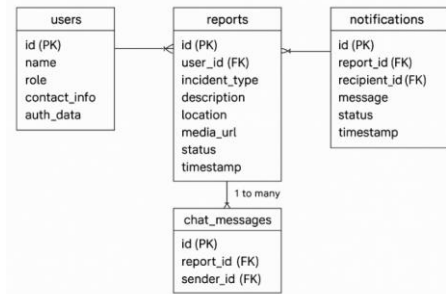 users
id (PK)
name
role
contact_info
auth_data
reports
id (PK)
user_id (FK)
incident_type
description
location
media_url
status
timestamp
notifications
id (PK)
report_id (FK)
recipient_id (FK)
message
status
timestamp
1 to many
chat_messages
id (PK)
report_id (FK)
sender_id (FK)